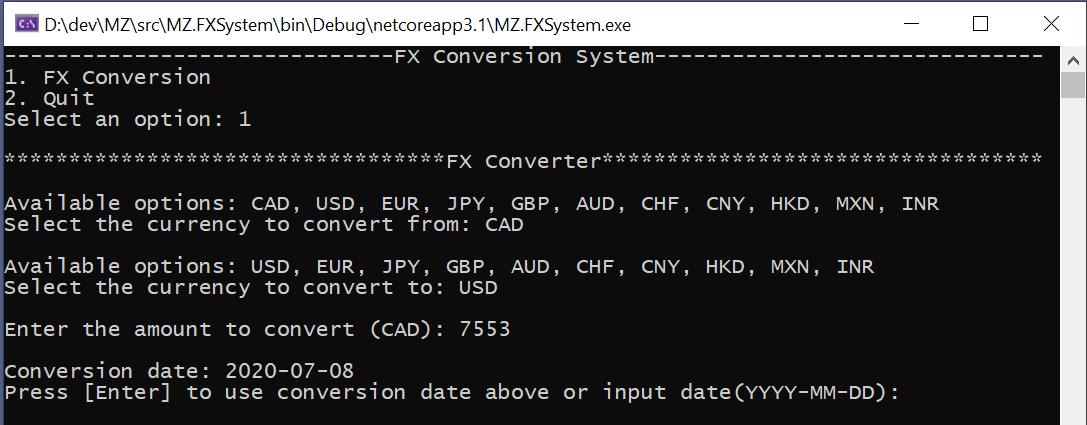 D:\dev\MZ\src\MZ.FXSystem\bin\Debug\netcoreapp3.1\MZ.FXSystem.exe
------------------------------FX Conversion System------------------------------
1. FX Conversion
2. Quit
Select an option: 1
**********************************FX Converter**********************************
Available options: CAD, USD, EUR, JPY, GBP, AUD, CHF, CNY, HKD, MXN, INR
Select the currency to convert from: CAD
Available options: USD, EUR, JPY, GBP, AUD, CHF, CNY, HKD, MXN, INR
Select the currency to convert to: USD
Enter the amount to convert (CAD): 7553
Conversion date: 2020-07-08
Press [Enter] to use conversion date above or input date(YYYY-MM-DD):